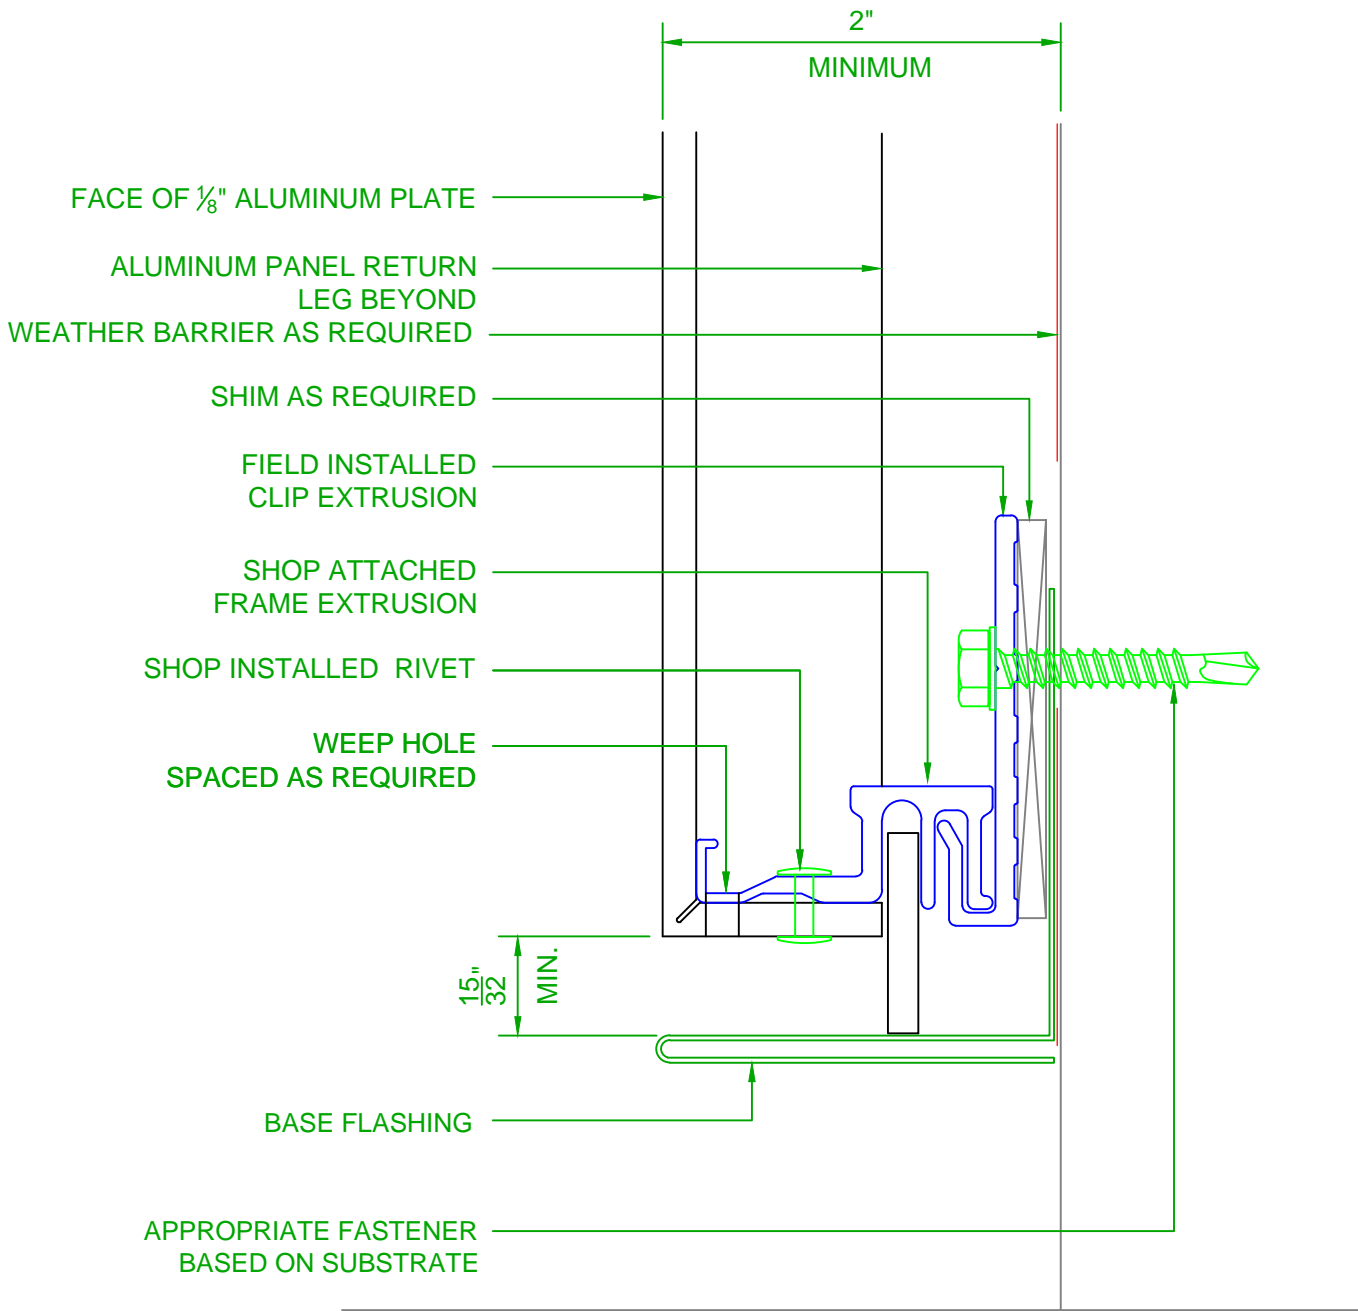 2"
MINIMUM
FACE OF ⅛" ALUMINUM PLATE
ALUMINUM PANEL RETURN
LEG BEYOND
WEATHER BARRIER AS REQUIRED
SHIM AS REQUIRED
FIELD INSTALLED
CLIP EXTRUSION
SHOP ATTACHED
FRAME EXTRUSION
SHOP INSTALLED RIVET
WEEP HOLE
SPACED AS REQUIRED
15/32"
MIN.
BASE FLASHING
APPROPRIATE FASTENER
BASED ON SUBSTRATE